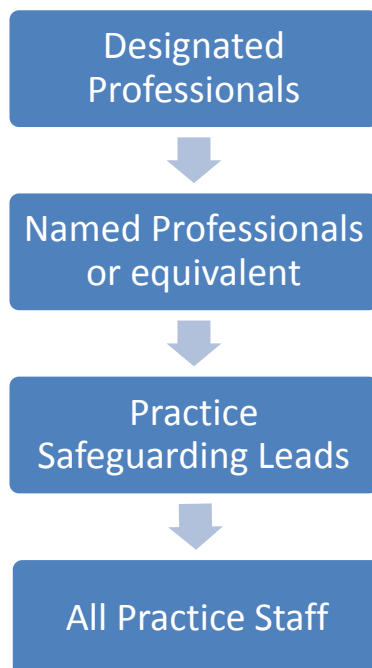 Designated
Professionals
Named Professionals
or equivalent
Practice
Safeguarding Leads
All Practice Staff